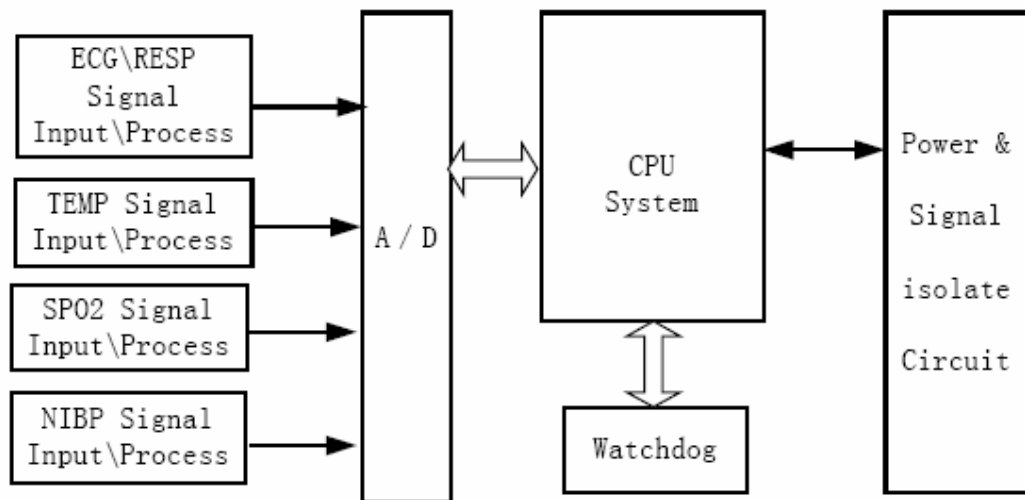 ECG\RESP
Signal
Input\Process
TEMP Signal
Input\Process
SPO2 Signal
Input\Process
NIBP Signal
Input\Process
A / D
CPU
System
Watchdog
Power &
Signal
isolate
Circuit